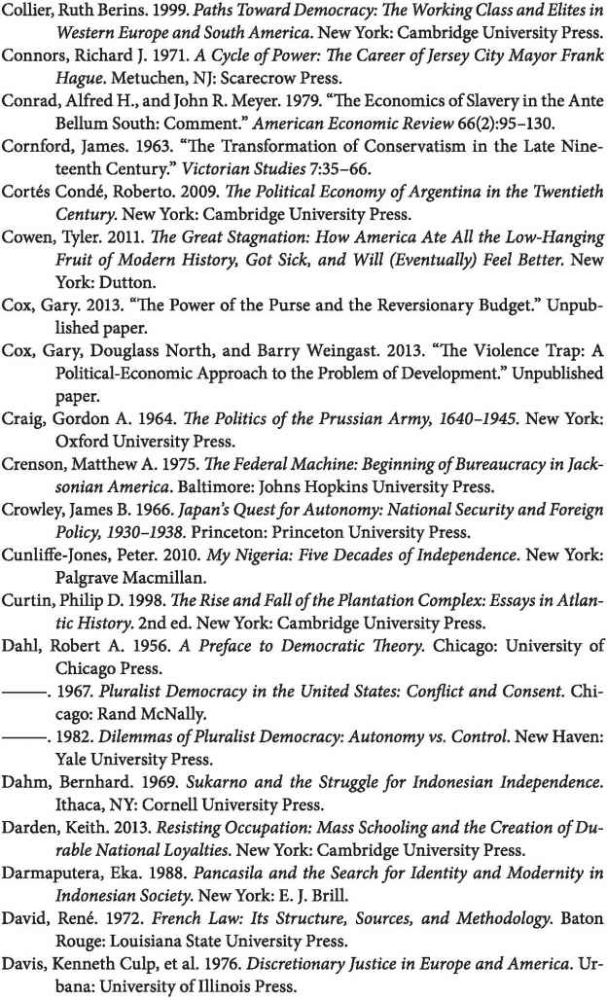 Collier, Ruth Berins. 1999. Paths Toward Democracy: The Working Class and Elites in
Western Europe and South America. New York: Cambridge University Press.
Connors, Richard J. 1971. A Cycle of Power: The Career of Jersey City Mayor Frank
Hague. Metuchen, NJ: Scarecrow Press.
Conrad, Alfred H., and John R. Meyer. 1979. “The Economics of Slavery in the Ante
Bellum South: Comment.” American Economic Review 66(2):95–130.
Cornford, James. 1963. “The Transformation of Conservatism in the Late Nine-
teenth Century.” Victorian Studies 7:35–66.
Cortés Condé, Roberto. 2009. The Political Economy of Argentina in the Twentieth
Century. New York: Cambridge University Press.
Cowen, Tyler. 2011. The Great Stagnation: How America Ate All the Low-Hanging
Fruit of Modern History, Got Sick, and Will (Eventually) Feel Better. New
York: Dutton.
Cox, Gary. 2013. “The Power of the Purse and the Reversionary Budget.” Unpub-
lished paper.
Cox, Gary, Douglass North, and Barry Weingast. 2013. “The Violence Trap: A
Political-Economic Approach to the Problem of Development.” Unpublished
paper.
Craig, Gordon A. 1964. The Politics of the Prussian Army, 1640–1945. New York:
Oxford University Press.
Crenson, Matthew A. 1975. The Federal Machine: Beginning of Bureaucracy in Jack-
sonian America. Baltimore: Johns Hopkins University Press.
Crowley, James B. 1966. Japan’s Quest for Autonomy: National Security and Foreign
Policy, 1930–1938. Princeton: Princeton University Press.
Cunliffe-Jones, Peter. 2010. My Nigeria: Five Decades of Independence. New York:
Palgrave Macmillan.
Curtin, Philip D. 1998. The Rise and Fall of the Plantation Complex: Essays in Atlan-
tic History. 2nd ed. New York: Cambridge University Press.
Dahl, Robert A. 1956. A Preface to Democratic Theory. Chicago: University of
Chicago Press.
———. 1967. Pluralist Democracy in the United States: Conflict and Consent. Chi-
cago: Rand McNally.
———. 1982. Dilemmas of Pluralist Democracy: Autonomy vs. Control. New Haven:
Yale University Press.
Dahm, Bernhard. 1969. Sukarno and the Struggle for Indonesian Independence.
Ithaca, NY: Cornell University Press.
Darden, Keith. 2013. Resisting Occupation: Mass Schooling and the Creation of Du-
rable National Loyalties. New York: Cambridge University Press.
Darmaputera, Eka. 1988. Pancasila and the Search for Identity and Modernity in
Indonesian Society. New York: E. J. Brill.
David, René. 1972. French Law: Its Structure, Sources, and Methodology. Baton
Rouge: Louisiana State University Press.
Davis, Kenneth Culp, et al. 1976. Discretionary Justice in Europe and America. Ur-
bana: University of Illinois Press.